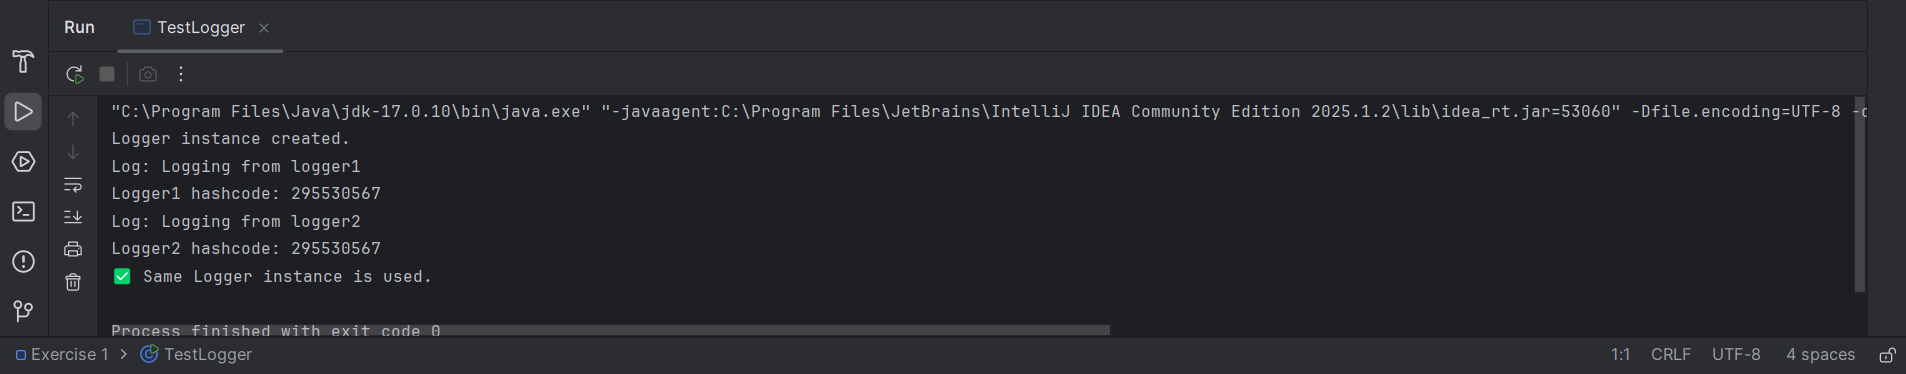 Run TestLogger
"C:\Program Files\Java\jdk-17.0.10\bin\java.exe" "-javaagent:C:\Program Files\JetBrains\IntelliJ IDEA Community Edition 2025.1.2\lib\idea_rt.jar=53060" -Dfile.encoding=UTF-8
Logger instance created.
Log: Logging from logger1
Logger1 hashcode: 295530567
Log: Logging from logger2
Logger2 hashcode: 295530567
✅ Same Logger instance is used.
Process finished with exit code 0
Exercise 1 > TestLogger 1:1 CRLF UTF-8 4 spaces